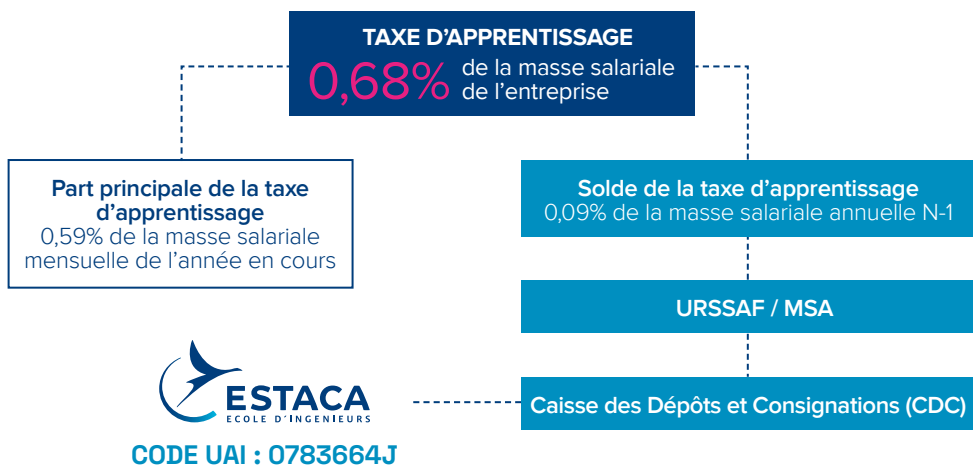 TAXE D'APPRENTISSAGE
0,68% de la masse salariale
de l'entreprise
Part principale de la taxe
d'apprentissage
0,59% de la masse salariale
mensuelle de l'année en cours
Solde de la taxe d'apprentissage
0,09% de la masse salariale annuelle N-1
URSSAF / MSA
Caisse des Dépôts et Consignations (CDC)
ESTACA
ECOLE D'INGENIEURS
CODE UAI : 0783664J